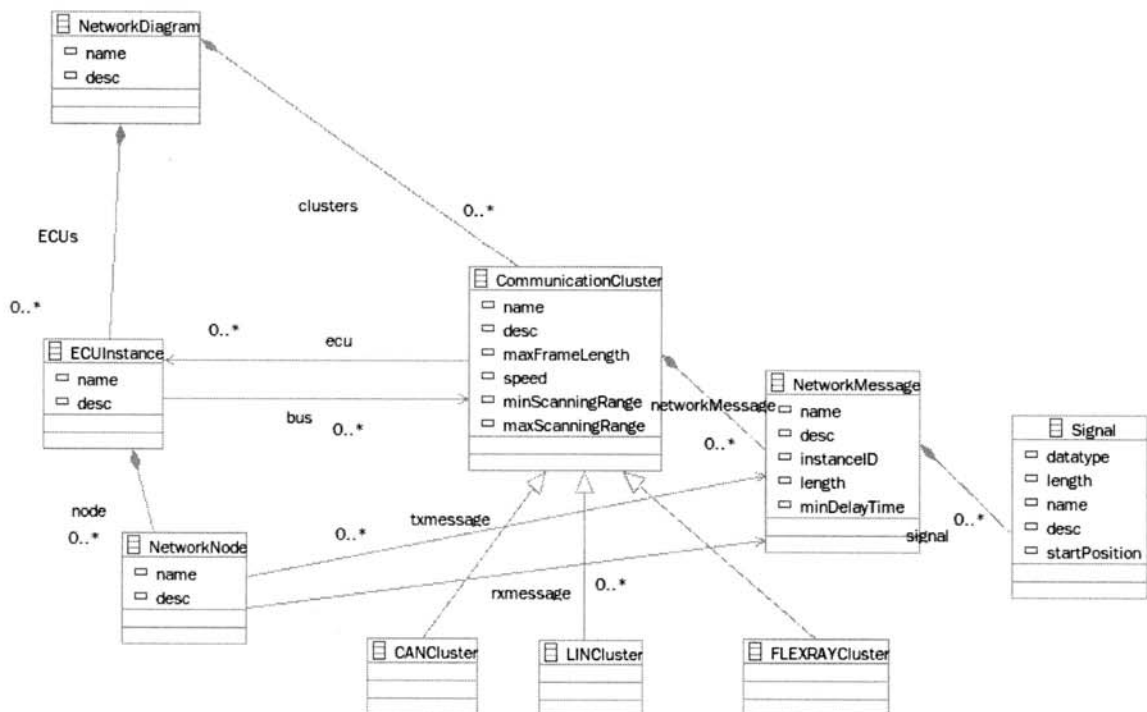 NetworkDiagram
name
desc
clusters
0..*
ECUs
0..*
CommunicationCluster
name
desc
maxFrameLength
speed
minScanningRange
maxScanningRange
0..*
ecu
ECUInstance
name
desc
bus
0..*
networkMessage
0..*
NetworkMessage
name
desc
instanceID
length
minDelayTime
Signal
datatype
length
name
desc
startPosition
signal
0..*
node
0..*
NetworkNode
name
desc
0..*
txmessage
rxmessage
0..*
CANCluster
LINCluster
FLEXRAYCluster